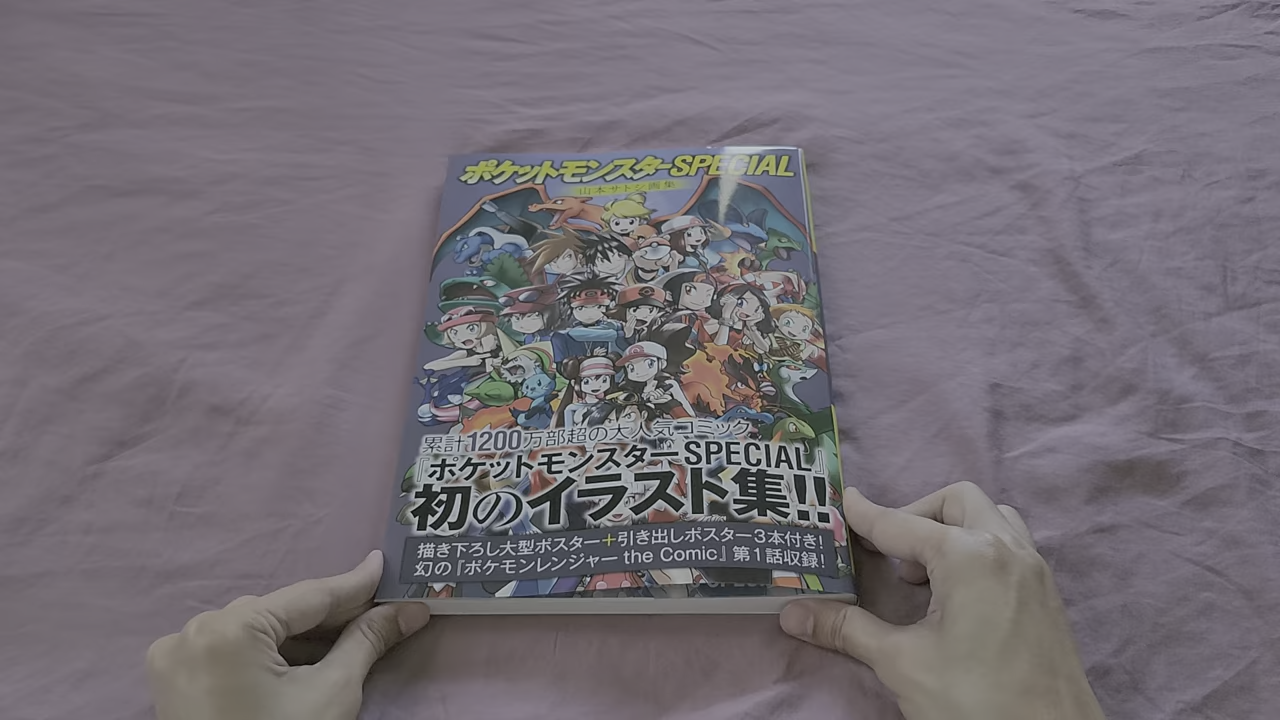 ポケットモンスターSPECIAL
山本サトシ画集
累計1200万部超の大人気コミック
『ポケットモンスターSPECIAL』
初のイラスト集!!
描き下ろし大型ポスター+引き出しポスター3本付き!
幻の『ポケモンレンジャー the Comic』第1話収録!